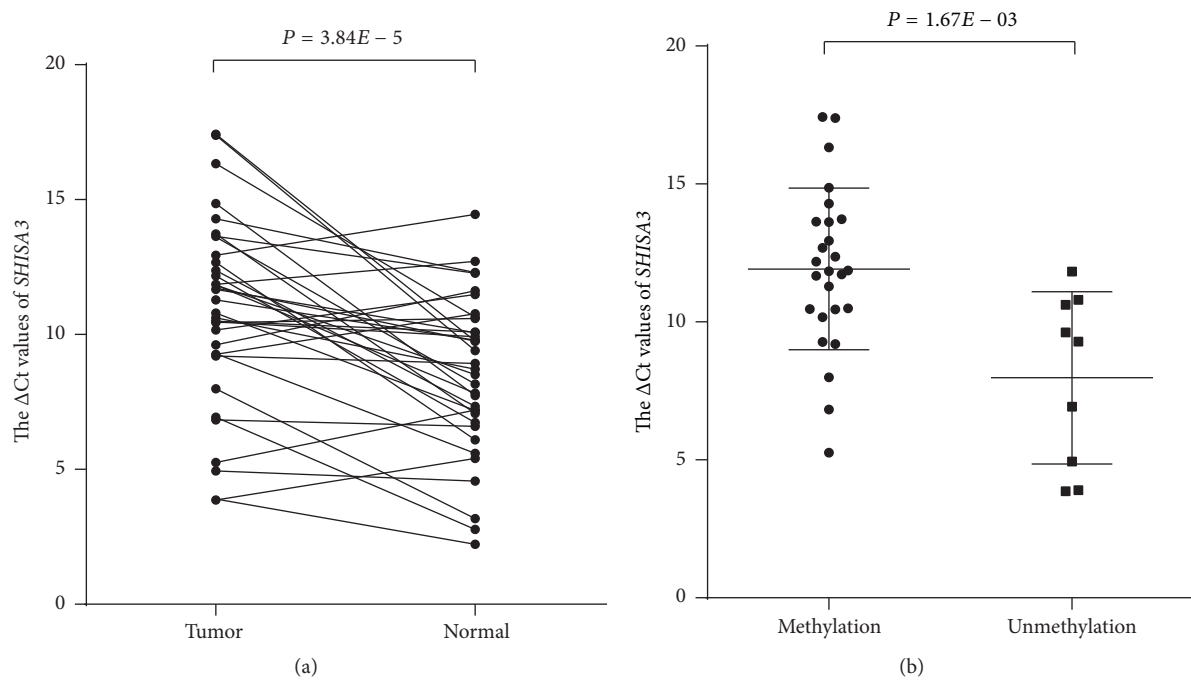 P = 3.84E − 5
20
15
10
5
0
The ΔCt values of SHISA3
Tumor
Normal
(a)
P = 1.67E − 03
20
15
10
5
0
The ΔCt values of SHISA3
Methylation
Unmethylation
(b)